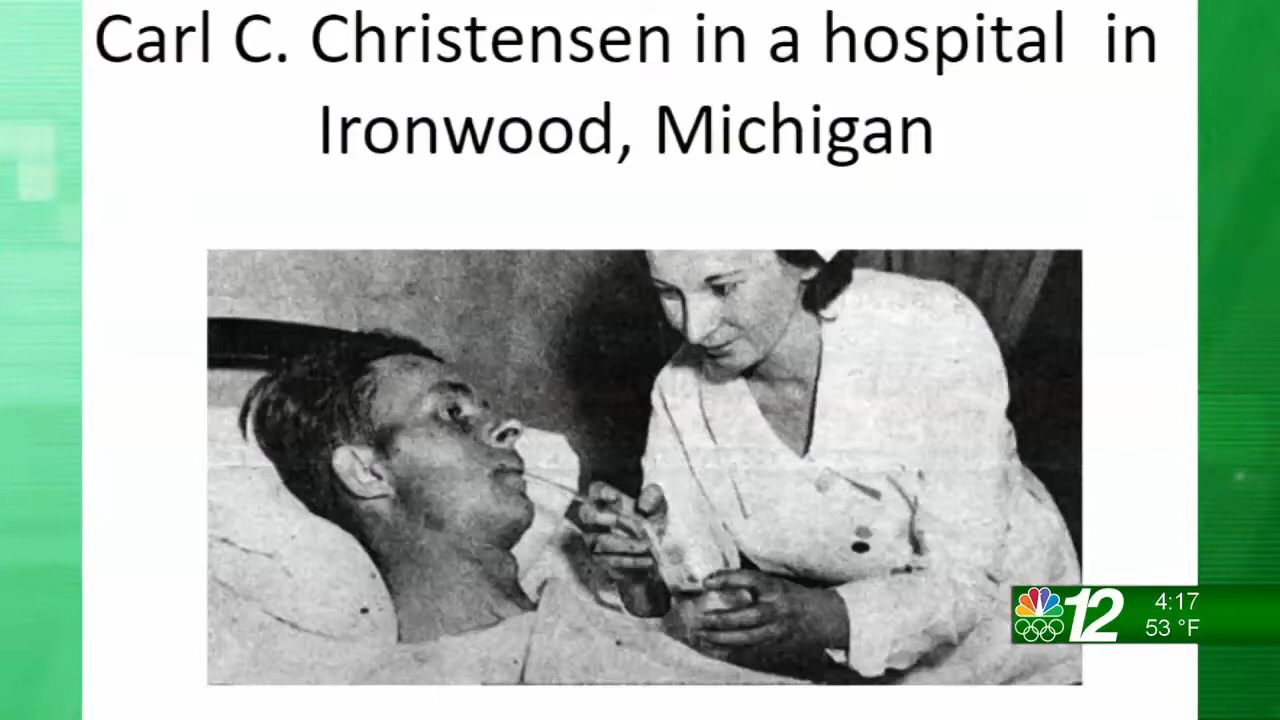 Carl C. Christensen in a hospital  in
Ironwood, Michigan
12
4:17
53 °F